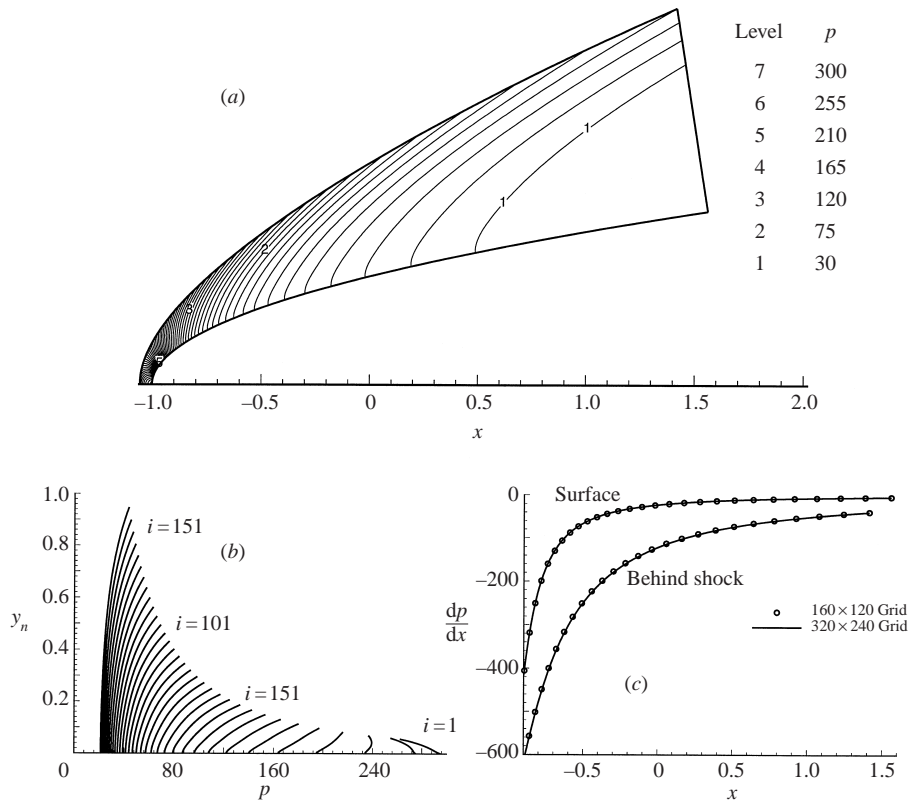 (a)
Level p
7 300
6 255
5 210
4 165
3 120
2 75
1 30
1
1
2
3
–1.0 –0.5 0 0.5 1.0 1.5 2.0
x
(b)
1.0
0.8
0.6
0.4
0.2
yn
i=151
i=101
i=151
i=1
0 80 160 240
p
(c)
0
–200
–400
–600
dp
dx
Surface
Behind shock
160×120 Grid
320×240 Grid
–0.5 0 0.5 1.0 1.5
x